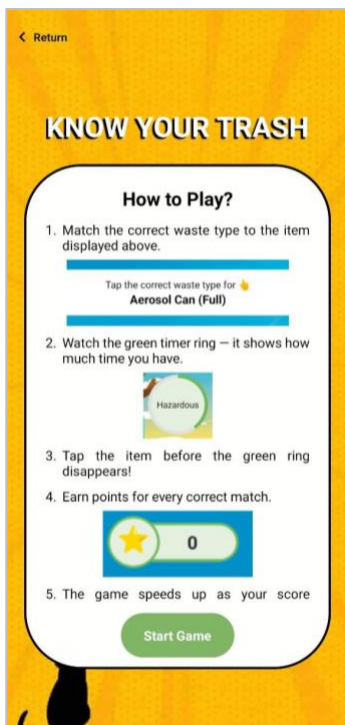 Return
KNOW YOUR TRASH
How to Play?
1. Match the correct waste type to the item
displayed above.
Tap the correct waste type for 👆
Aerosol Can (Full)
2. Watch the green timer ring — it shows how
much time you have.
Hazardous
3. Tap the item before the green ring
disappears!
4. Earn points for every correct match.
0
5. The game speeds up as your score
Start Game